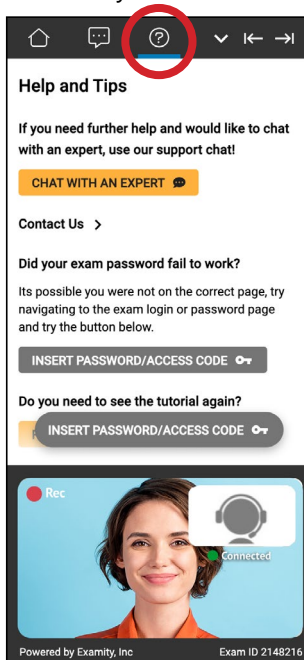 Help and Tips
If you need further help and would like to chat
with an expert, use our support chat!
CHAT WITH AN EXPERT
Contact Us >
Did your exam password fail to work?
Its possible you were not on the correct page, try
navigating to the exam login or password page
and try the button below.
INSERT PASSWORD/ACCESS CODE
Do you need to see the tutorial again?
INSERT PASSWORD/ACCESS CODE
Rec
Connected
Powered by Examity, Inc
Exam ID 2148216